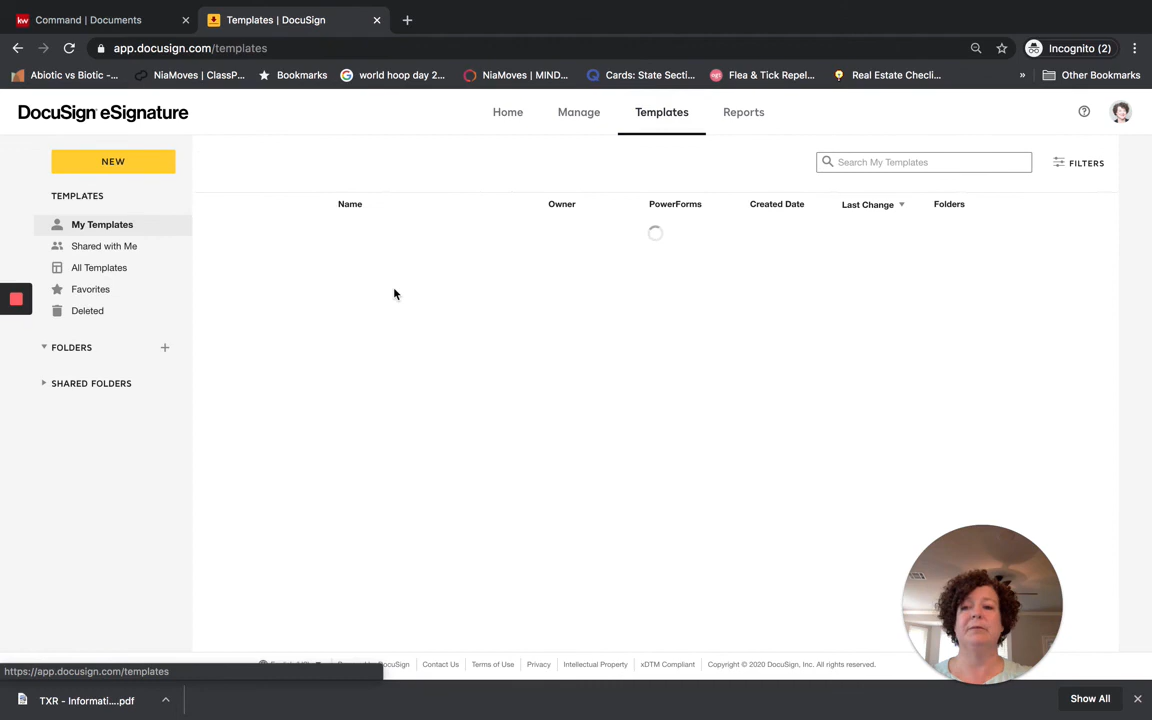 kw Command | Documents
Templates | DocuSign
app.docusign.com/templates
Incognito (2)
Abiotic vs Biotic -...
NiaMoves | ClassP...
Bookmarks
world hoop day 2...
NiaMoves | MIND...
Cards: State Secti...
Flea & Tick Repel...
Real Estate Checli...
»
Other Bookmarks
DocuSign eSignature
Home
Manage
Templates
Reports
NEW
Search My Templates
FILTERS
TEMPLATES
Name
Owner
PowerForms
Created Date
Last Change
Folders
My Templates
Shared with Me
All Templates
Favorites
Deleted
FOLDERS
SHARED FOLDERS
DocuSign
Contact Us
Terms of Use
Privacy
Intellectual Property
xDTM Compliant
Copyright © 2020 DocuSign, Inc. All rights reserved.
https://app.docusign.com/templates
TXR - Informati....pdf
Show All